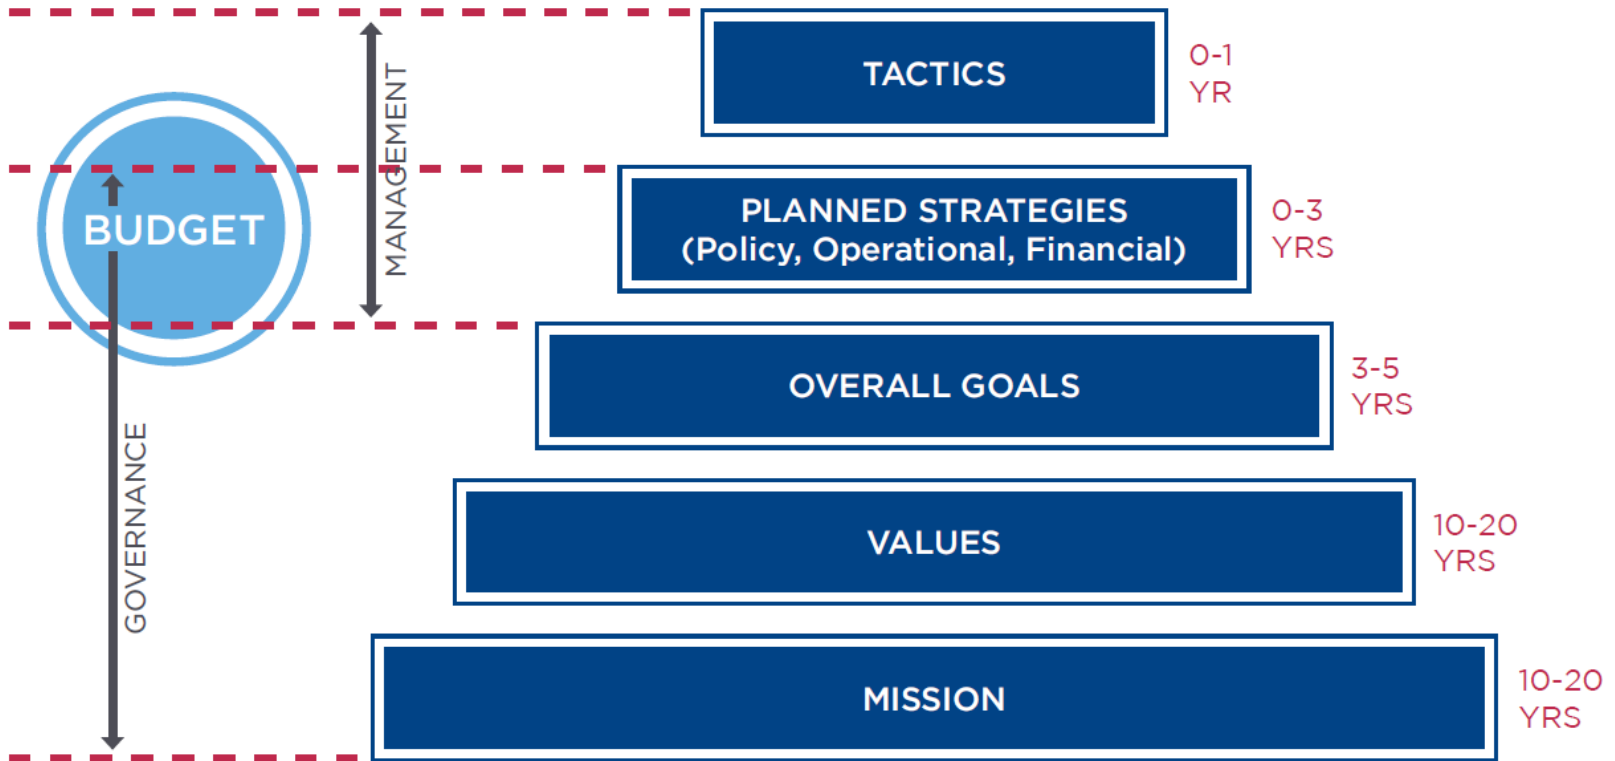 TACTICS
0-1
YR
MANAGEMENT
BUDGET
PLANNED STRATEGIES
(Policy, Operational, Financial)
0-3
YRS
OVERALL GOALS
3-5
YRS
GOVERNANCE
VALUES
10-20
YRS
MISSION
10-20
YRS